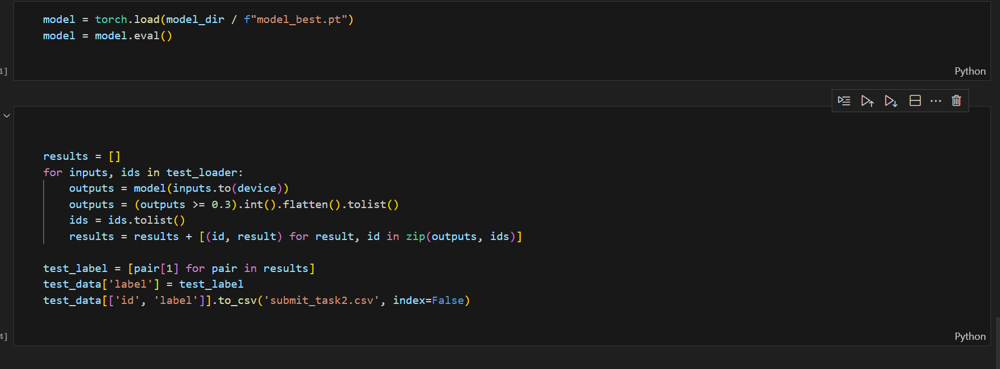 model = torch.load(model_dir / f"model_best.pt")
model = model.eval()
1]
Python
results = []
for inputs, ids in test_loader:
    outputs = model(inputs.to(device))
    outputs = (outputs >= 0.3).int().flatten().tolist()
    ids = ids.tolist()
    results = results + [(id, result) for result, id in zip(outputs, ids)]
test_label = [pair[1] for pair in results]
test_data['label'] = test_label
test_data[['id', 'label']].to_csv('submit_task2.csv', index=False)
4]
Python